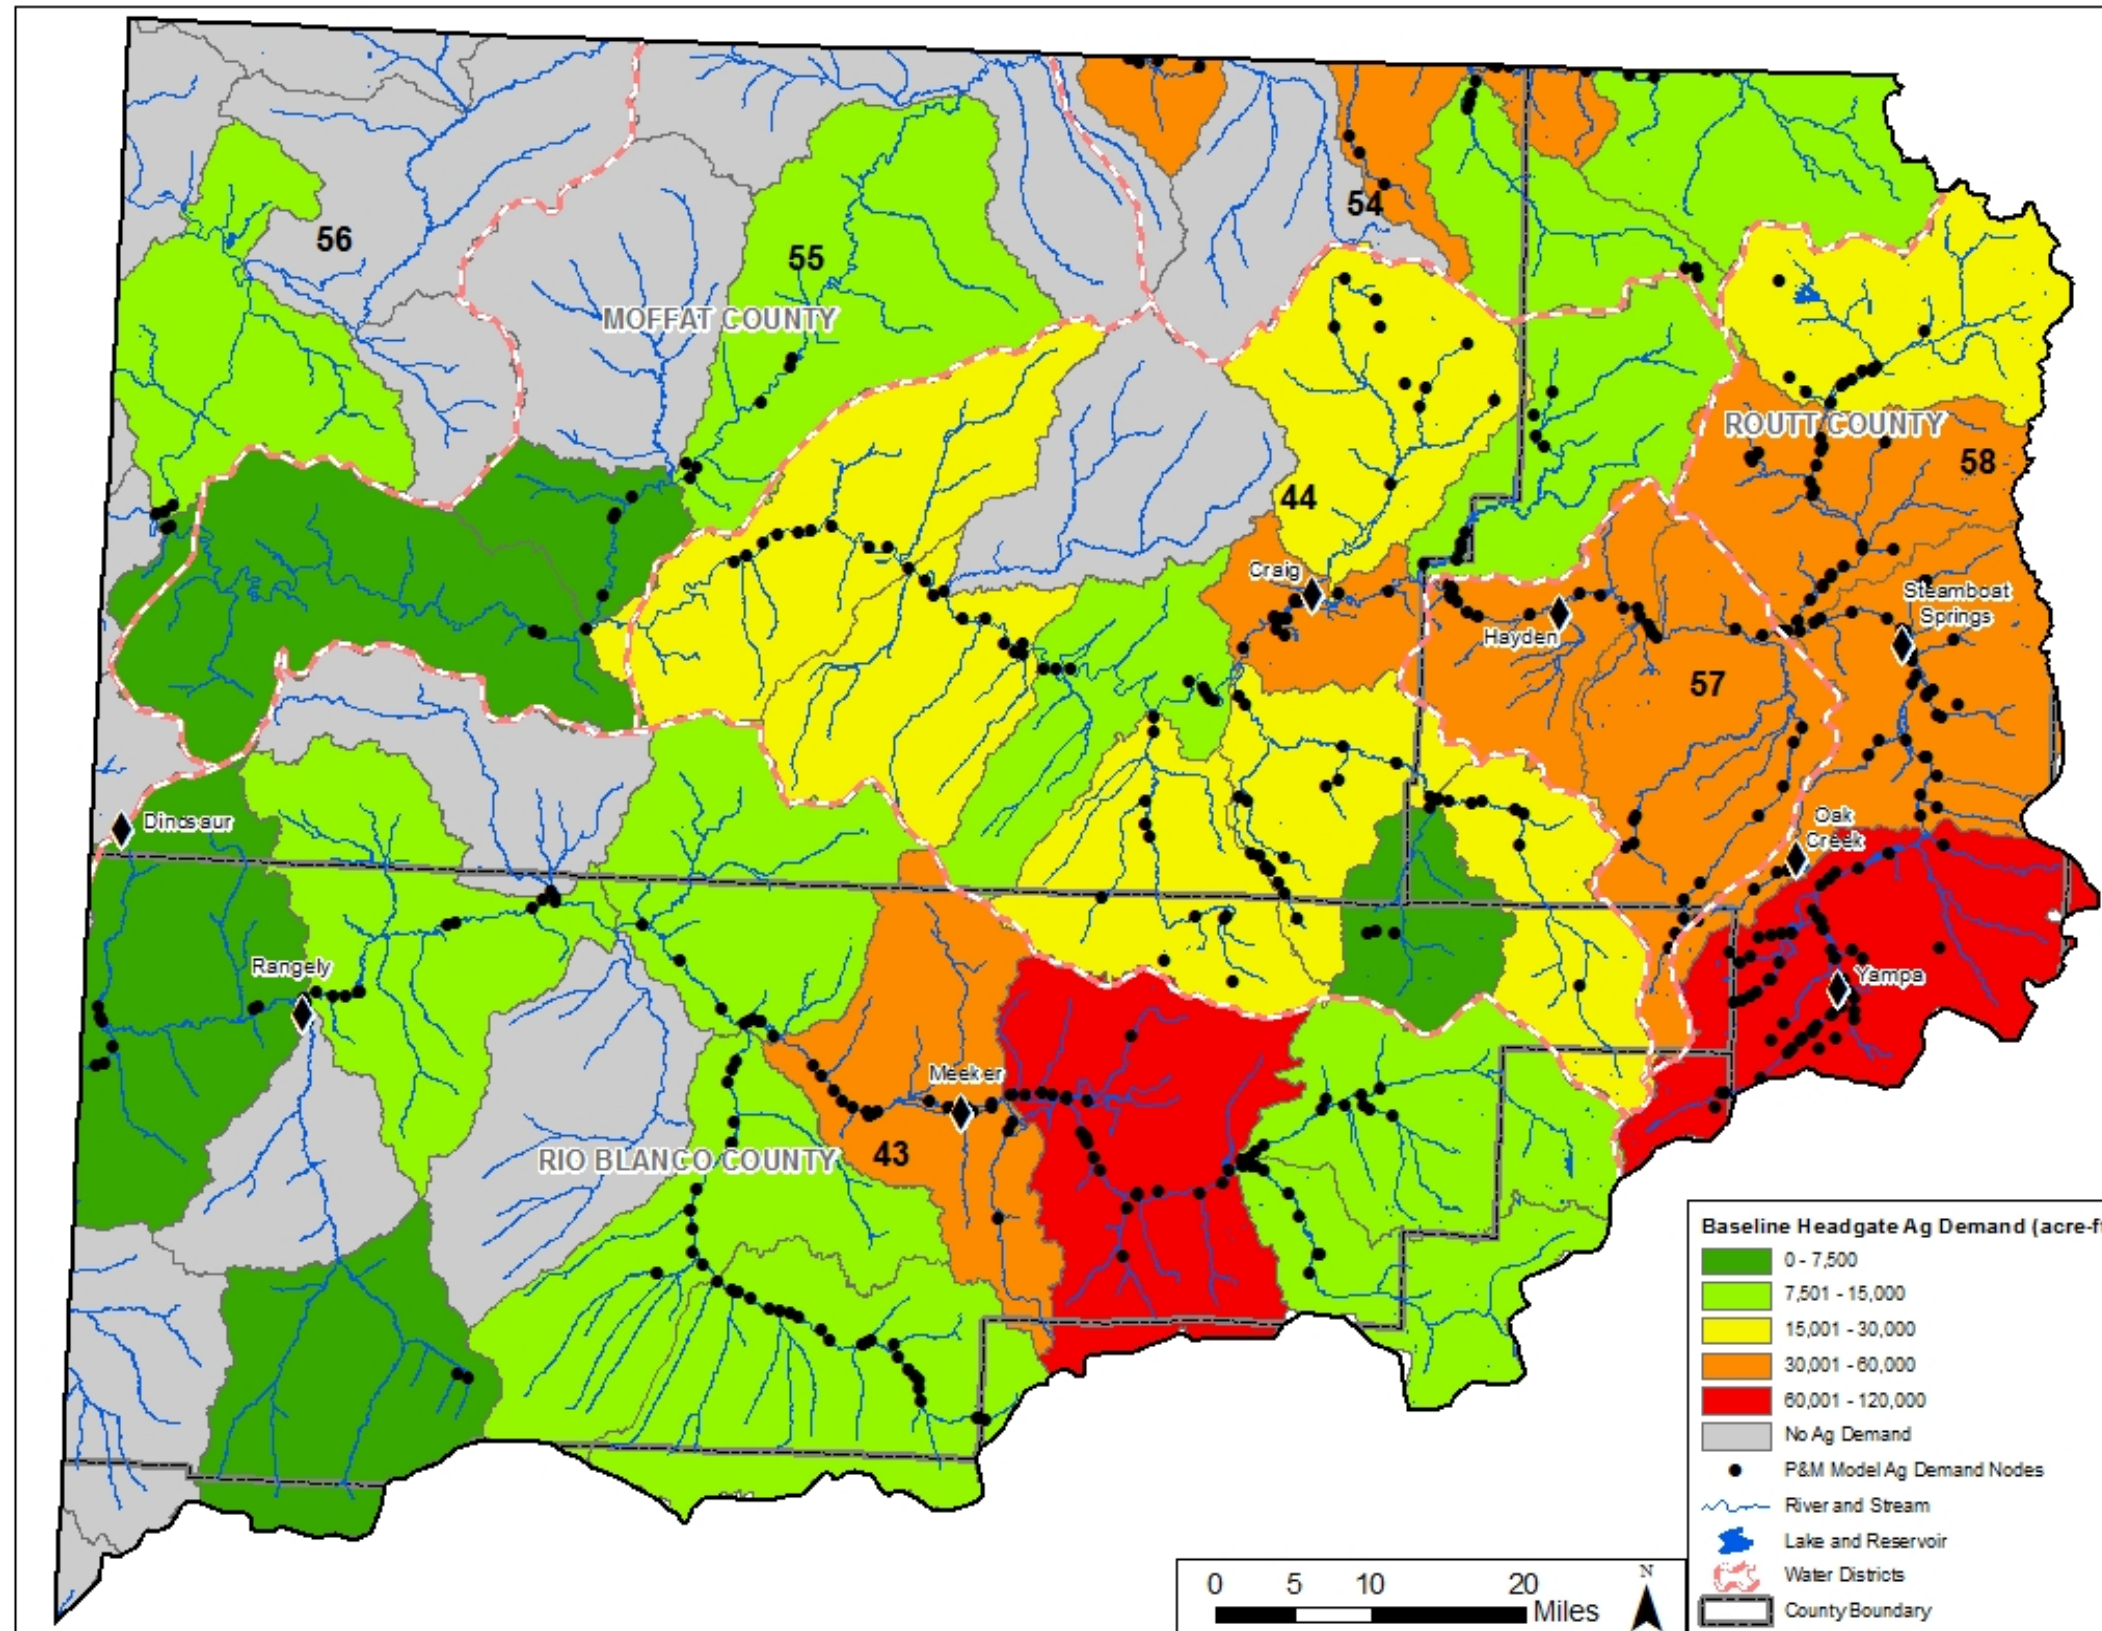 54
56
55
MOFFAT COUNTY
ROUTT COUNTY
58
44
Craig
Steamboat
Springs
Hayden
57
Dinosaur
Oak
Creek
Rangely
Yampa
Meeker
RIO BLANCO COUNTY
43
Baseline Headgate Ag Demand (acre-f
0 - 7,500
7,501 - 15,000
15,001 - 30,000
30,001 - 60,000
60,001 - 120,000
No Ag Demand
P&M Model Ag Demand Nodes
River and Stream
Lake and Reservoir
Water Districts
County Boundary
0 5 10 20
Miles
N